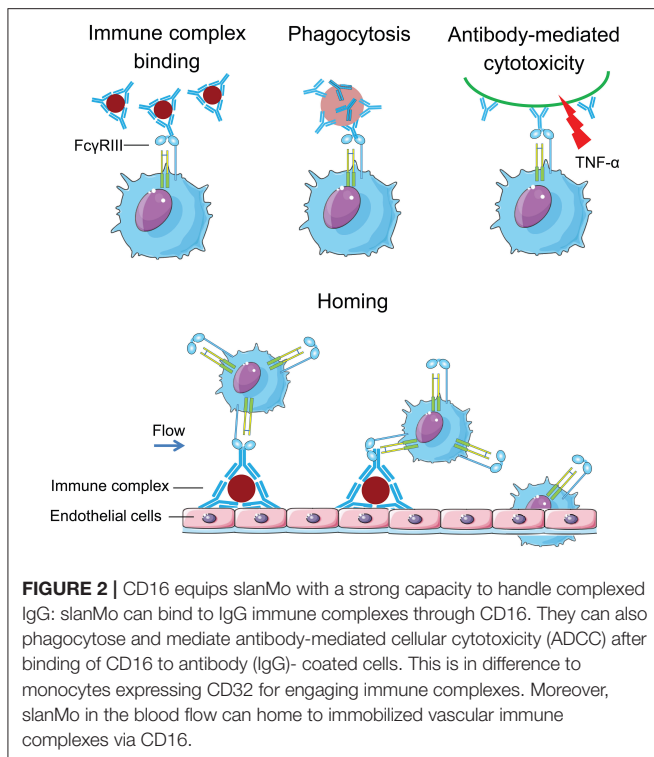 Immune complex
binding
Phagocytosis
Antibody-mediated
cytotoxicity
FcγRIII
TNF-α
Homing
Flow
Immune complex
Endothelial cells
FIGURE 2 | CD16 equips slanMo with a strong capacity to handle complexed
IgG: slanMo can bind to IgG immune complexes through CD16. They can also
phagocytose and mediate antibody-mediated cellular cytotoxicity (ADCC) after
binding of CD16 to antibody (IgG)- coated cells. This is in difference to
monocytes expressing CD32 for engaging immune complexes. Moreover,
slanMo in the blood flow can home to immobilized vascular immune
complexes via CD16.